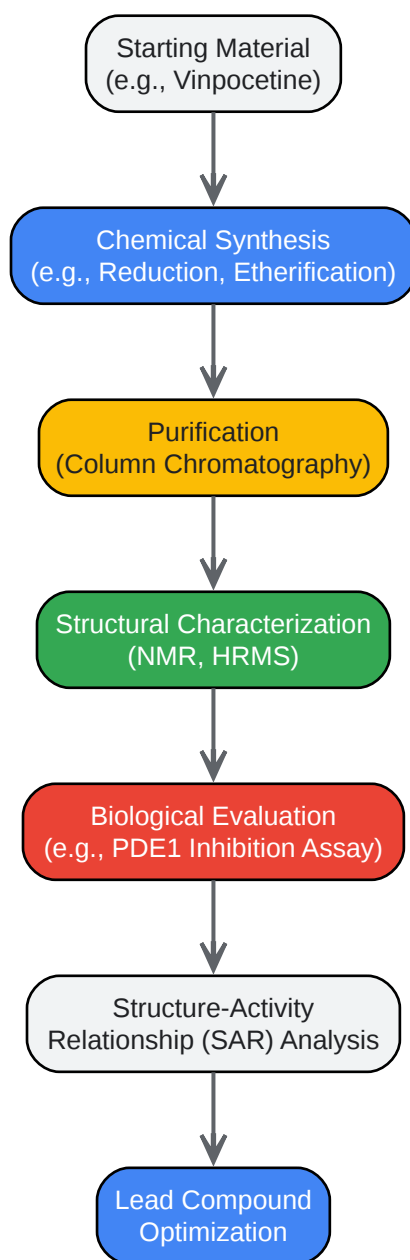 Starting Material
(e.g., Vinpocetine)
Chemical Synthesis
(e.g., Reduction, Etherification)
Purification
(Column Chromatography)
Structural Characterization
(NMR, HRMS)
Biological Evaluation
(e.g., PDE1 Inhibition Assay)
Structure-Activity
Relationship (SAR) Analysis
Lead Compound
Optimization